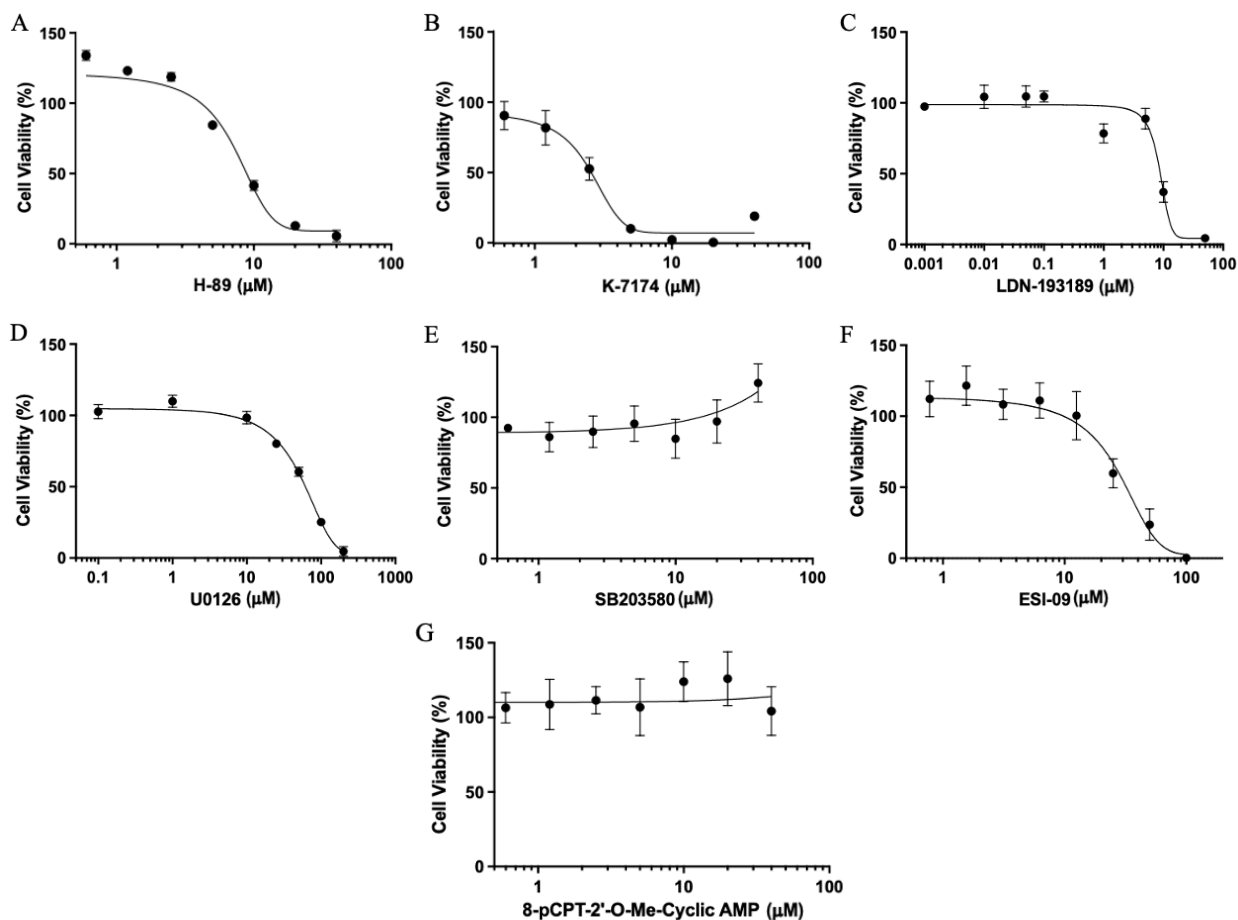 A
Cell Viability (%)
150
100
50
0
1
10
100
H-89 (μM)
B
Cell Viability (%)
150
100
50
0
1
10
100
K-7174 (μM)
C
Cell Viability (%)
150
100
50
0
0.001
0.01
0.1
1
10
100
LDN-193189 (μM)
D
Cell Viability (%)
150
100
50
0
0.1
1
10
100
1000
U0126 (μM)
E
Cell Viability (%)
150
100
50
0
1
10
100
SB203580 (μM)
F
Cell Viability (%)
150
100
50
0
1
10
100
ESI-09 (μM)
G
Cell Viability (%)
150
100
50
0
1
10
100
8-pCPT-2'-O-Me-Cyclic AMP (μM)